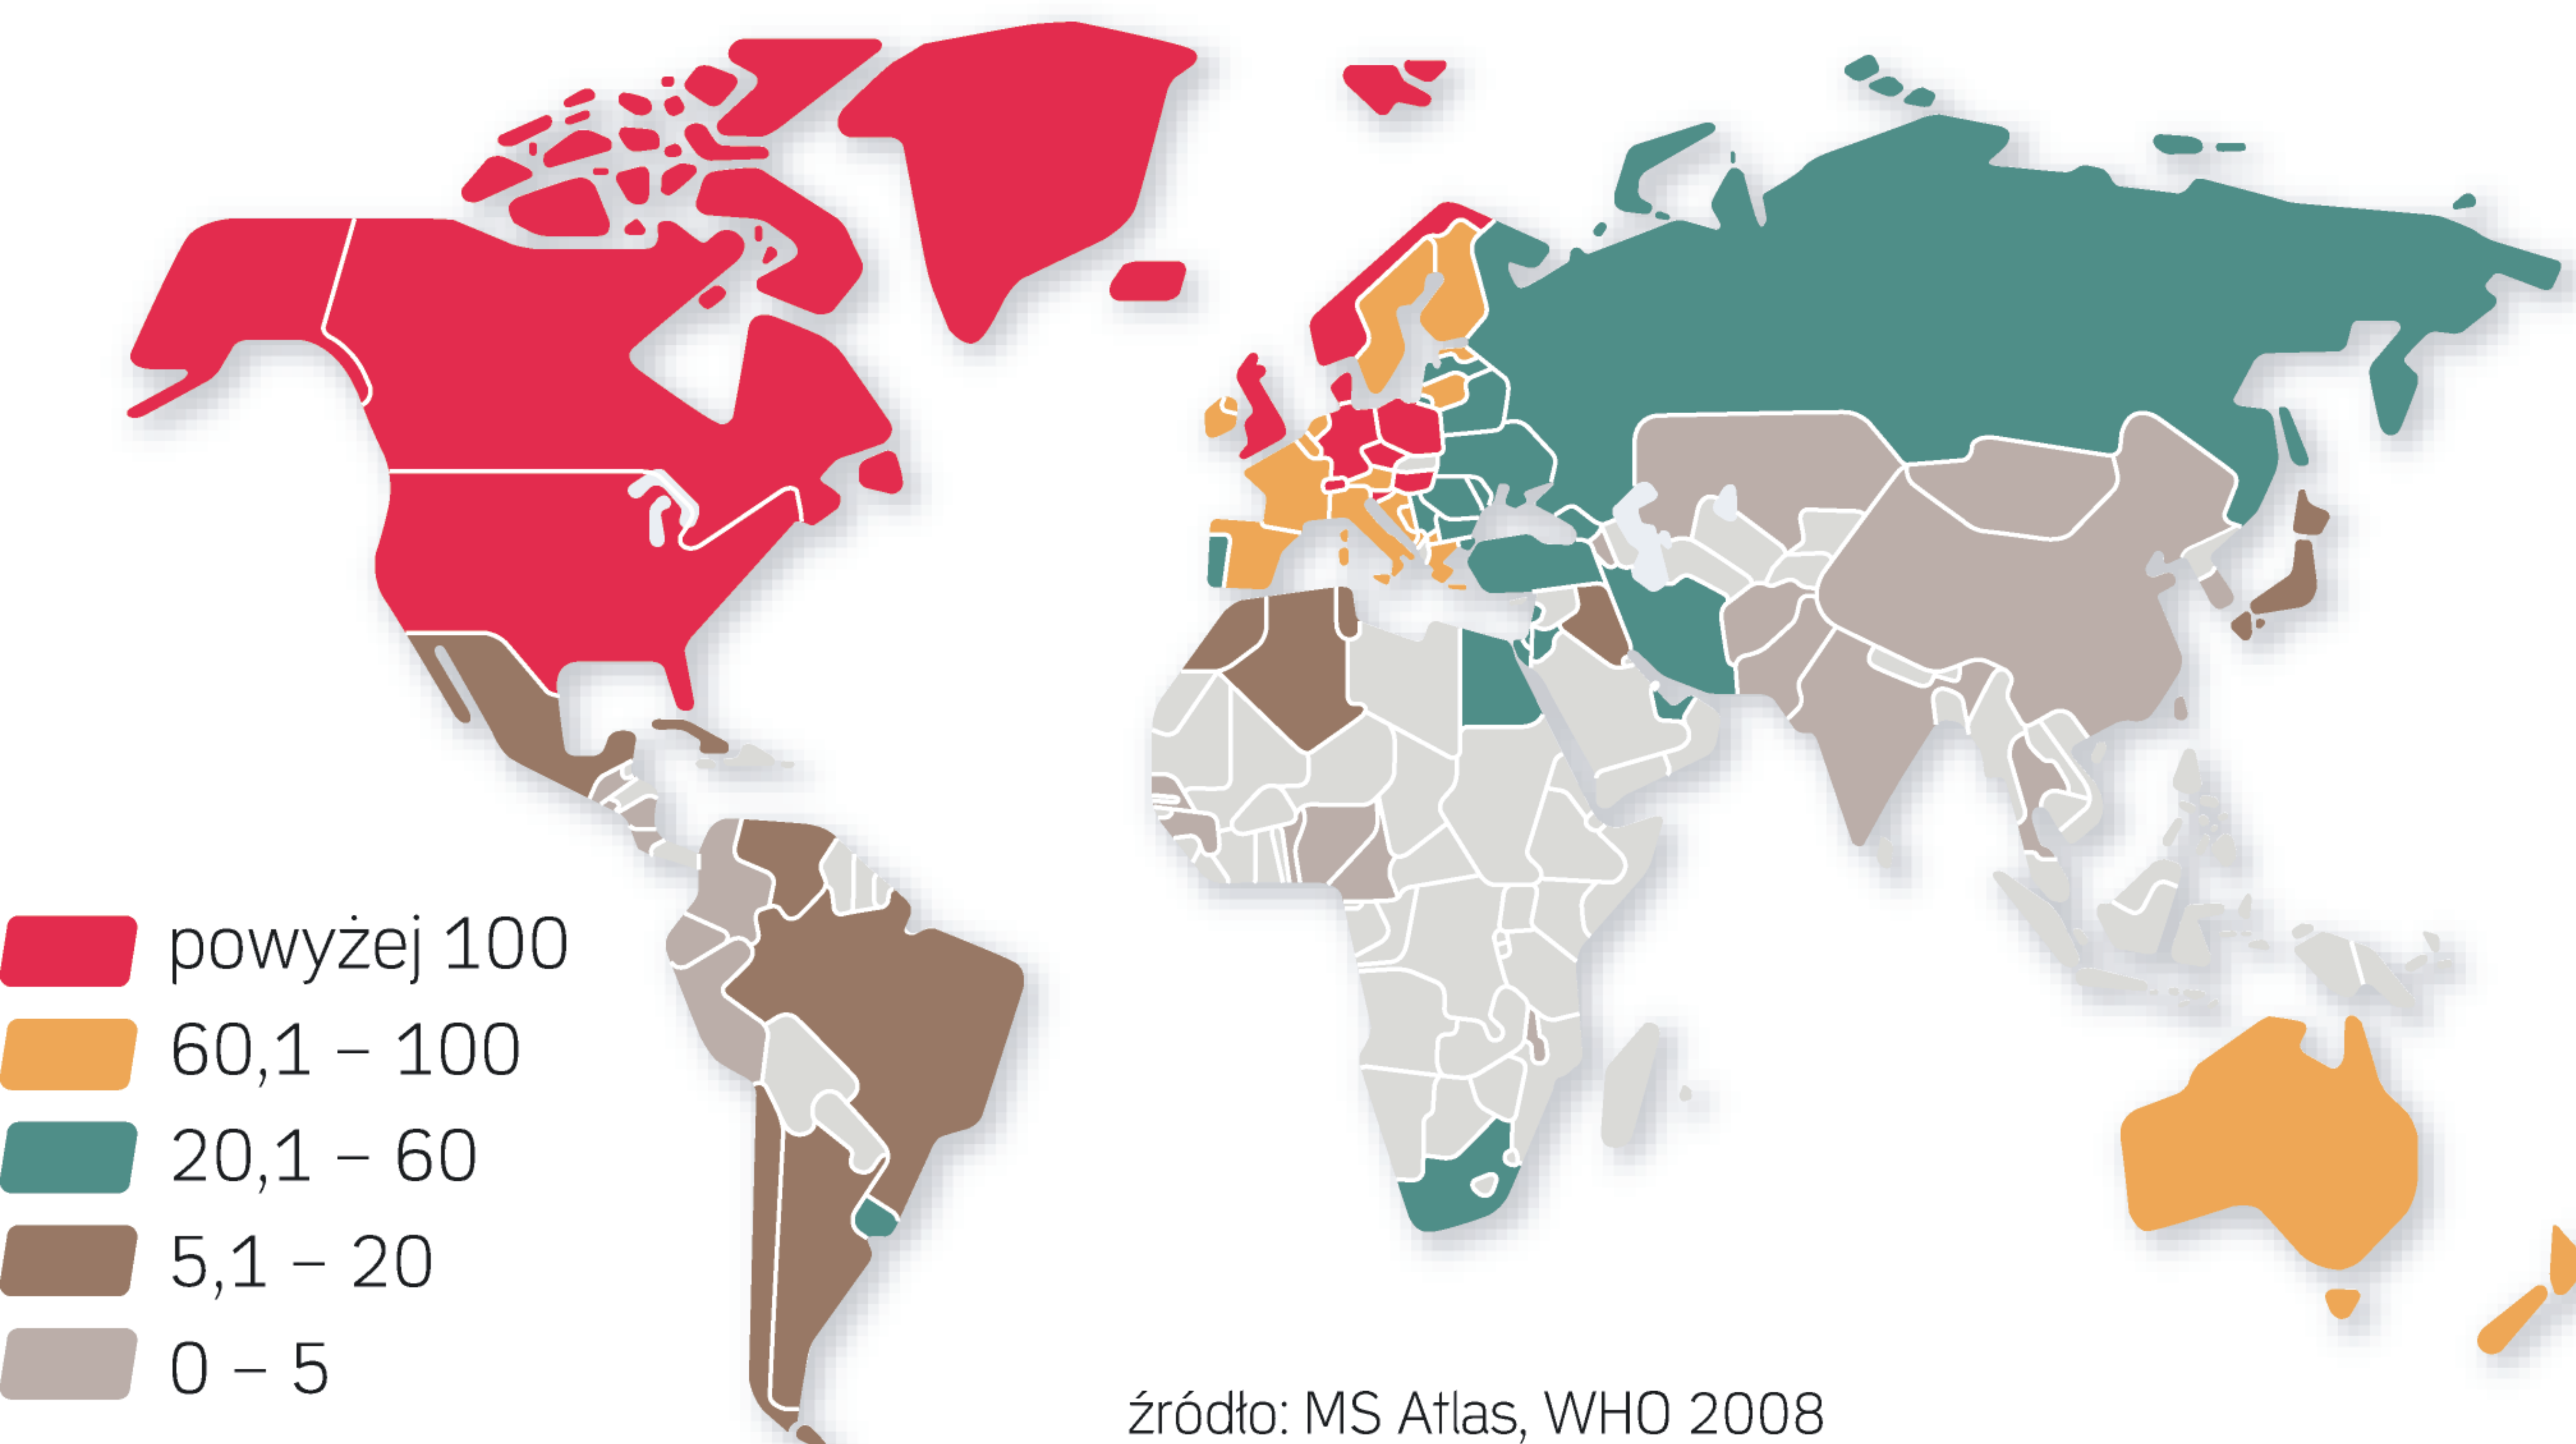 powyżej 100
60,1 – 100
20,1 – 60
5,1 – 20
0 – 5
źródło: MS Atlas, WHO 2008